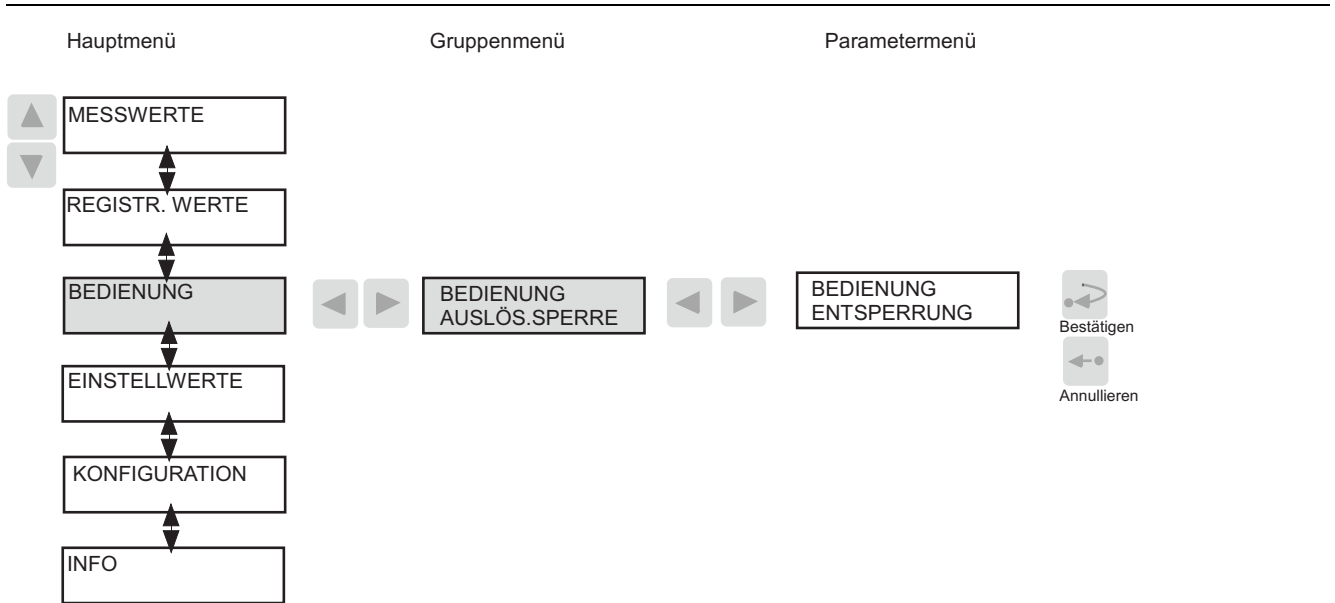 Hauptmenü
Gruppenmenü
Parametermenü
MESSWERTE
REGISTR. WERTE
BEDIENUNG
BEDIENUNG
AUSLÖS.SPERRE
BEDIENUNG
ENTSPERRUNG
Bestätigen
Annullieren
EINSTELLWERTE
KONFIGURATION
INFO